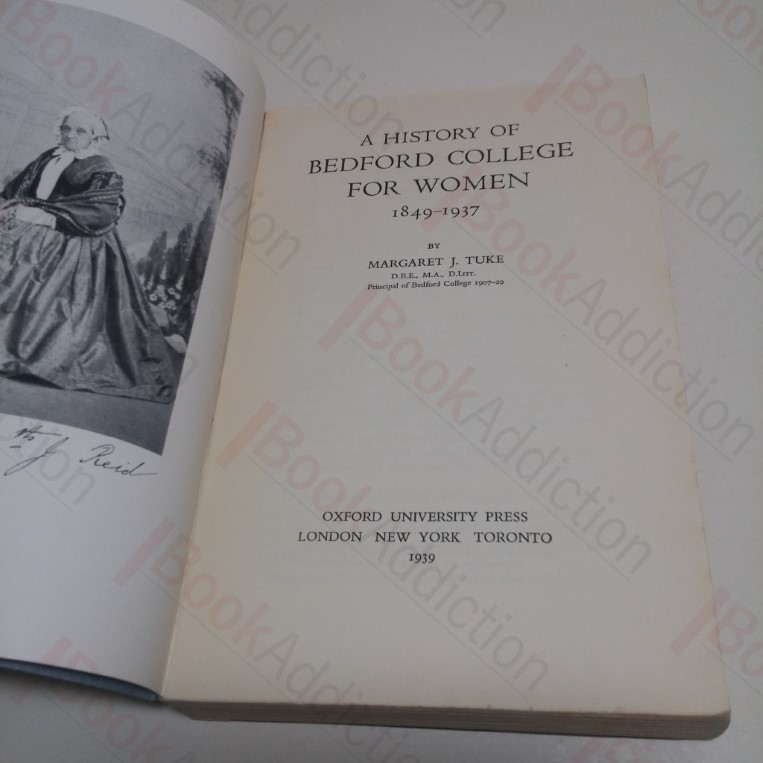 A HISTORY OF
BEDFORD COLLEGE
FOR WOMEN
1849–1937
BY
MARGARET J. TUKE
D.B.E., M.A., D.Litt.
Principal of Bedford College 1907–29
OXFORD UNIVERSITY PRESS
LONDON NEW YORK TORONTO
1939
J Reid
BookAddiction